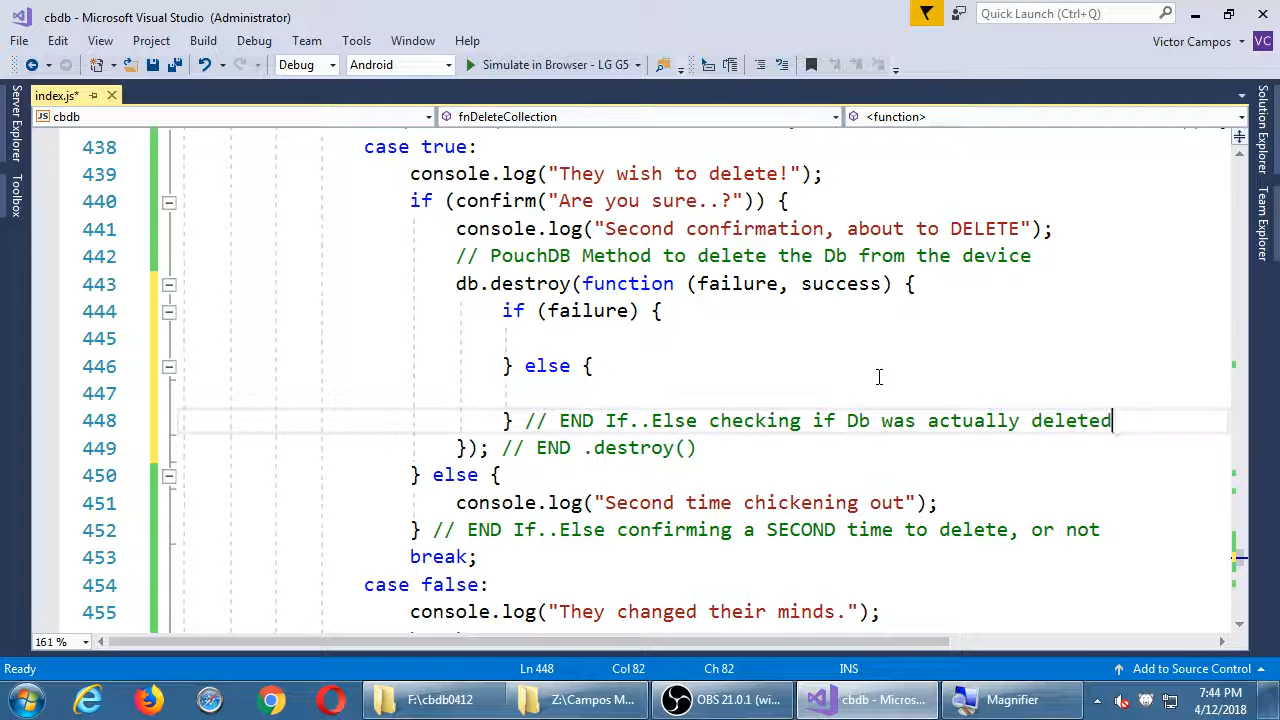 cbdb - Microsoft Visual Studio (Administrator)
Quick Launch (Ctrl+Q)
File Edit View Project Build Debug Team Tools Window Help
Victor Campos VC
Debug Android Simulate in Browser - LG G5
index.js*
cbdb fnDeleteCollection <function>
Server Explorer
Toolbox
Solution Explorer
Team Explorer
438 case true:
439 console.log("They wish to delete!");
440 if (confirm("Are you sure..?")) {
441 console.log("Second confirmation, about to DELETE");
442 // PouchDB Method to delete the Db from the device
443 db.destroy(function (failure, success) {
444 if (failure) {
445
446 } else {
447
448 } // END If..Else checking if Db was actually deleted
449 }); // END .destroy()
450 } else {
451 console.log("Second time chickening out");
452 } // END If..Else confirming a SECOND time to delete, or not
453 break;
454 case false:
455 console.log("They changed their minds.");
161 %
Ready Ln 448 Col 82 Ch 82 INS Add to Source Control
F:\cbdb0412 Z:\Campos M... OBS 21.0.1 (wi... cbdb - Micros... Magnifier
7:44 PM
4/12/2018